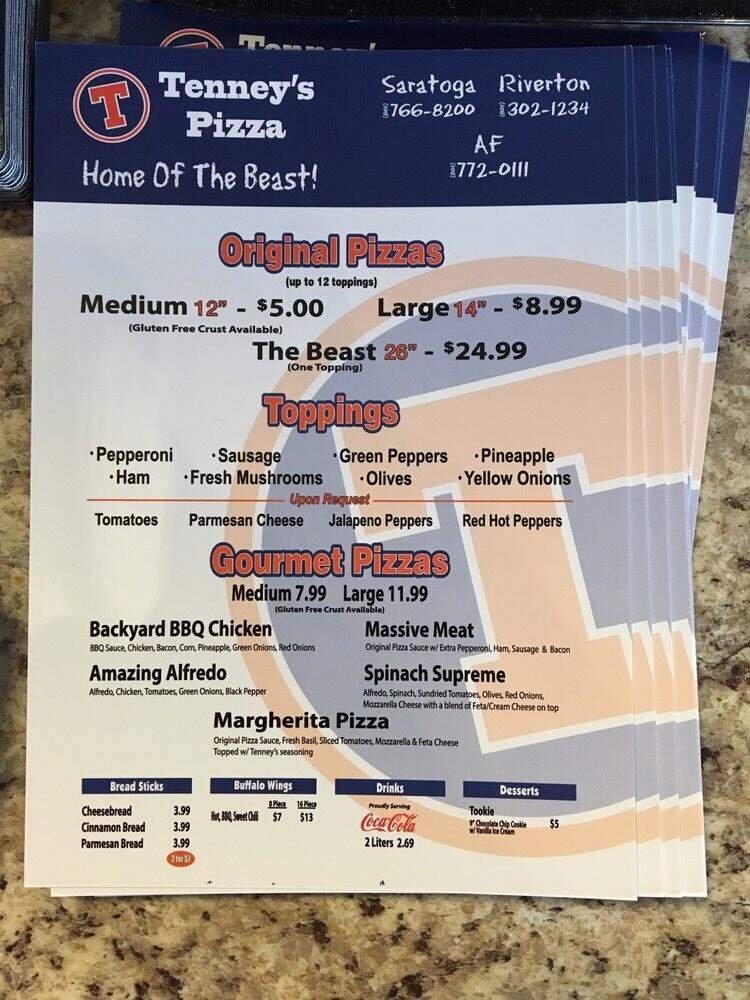 T Tenney's
Pizza
Home Of The Beast!
Saratoga Riverton
(801) 766-8200 (801) 302-1234
AF
(801) 772-0111
Original Pizzas
(up to 12 toppings)
Medium 12" - $5.00 Large 14" - $8.99
(Gluten Free Crust Available)
The Beast 26" - $24.99
(One Topping)
Toppings
·Pepperoni ·Sausage ·Green Peppers ·Pineapple
·Ham ·Fresh Mushrooms ·Olives ·Yellow Onions
Upon Request
Tomatoes Parmesan Cheese Jalapeno Peppers Red Hot Peppers
Gourmet Pizzas
Medium 7.99 Large 11.99
(Gluten Free Crust Available)
Backyard BBQ Chicken
BBQ Sauce, Chicken, Bacon, Corn, Pineapple, Green Onions, Red Onions
Massive Meat
Original Pizza Sauce w/ Extra Pepperoni, Ham, Sausage & Bacon
Amazing Alfredo
Alfredo, Chicken, Tomatoes, Green Onions, Black Pepper
Spinach Supreme
Alfredo, Spinach, Sundried Tomatoes, Olives, Red Onions,
Mozzarella Cheese with a blend of Feta/Cream Cheese on top
Margherita Pizza
Original Pizza Sauce, Fresh Basil, Sliced Tomatoes, Mozzarella & Feta Cheese
Topped w/ Tenney's seasoning
Bread Sticks
Cheesebread 3.99
Cinnamon Bread 3.99
Parmesan Bread 3.99
2 for $7
Buffalo Wings
8 Piece 16 Piece
Hot, BBQ, Sweet Chili $7 $13
Drinks
Proudly Serving
Coca-Cola
2 Liters 2.69
Desserts
Tookie
9" Chocolate Chip Cookie $5
w/ Vanilla Ice Cream